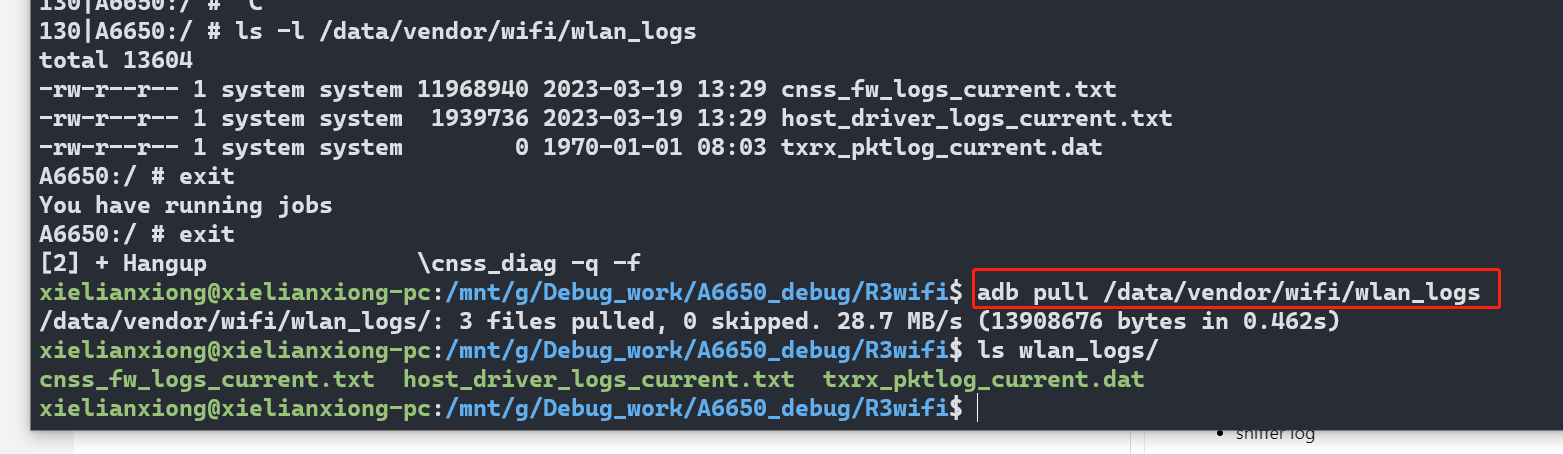 130|A6650:/ # ^C
130|A6650:/ # ls -l /data/vendor/wifi/wlan_logs
total 13604
-rw-r--r-- 1 system system 11968940 2023-03-19 13:29 cnss_fw_logs_current.txt
-rw-r--r-- 1 system system  1939736 2023-03-19 13:29 host_driver_logs_current.txt
-rw-r--r-- 1 system system        0 1970-01-01 08:03 txrx_pktlog_current.dat
A6650:/ # exit
You have running jobs
A6650:/ # exit
[2] + Hangup               \cnss_diag -q -f
xielianxiong@xielianxiong-pc:/mnt/g/Debug_work/A6650_debug/R3wifi$ adb pull /data/vendor/wifi/wlan_logs
/data/vendor/wifi/wlan_logs/: 3 files pulled, 0 skipped. 28.7 MB/s (13908676 bytes in 0.462s)
xielianxiong@xielianxiong-pc:/mnt/g/Debug_work/A6650_debug/R3wifi$ ls wlan_logs/
cnss_fw_logs_current.txt  host_driver_logs_current.txt  txrx_pktlog_current.dat
xielianxiong@xielianxiong-pc:/mnt/g/Debug_work/A6650_debug/R3wifi$
• sniffer log